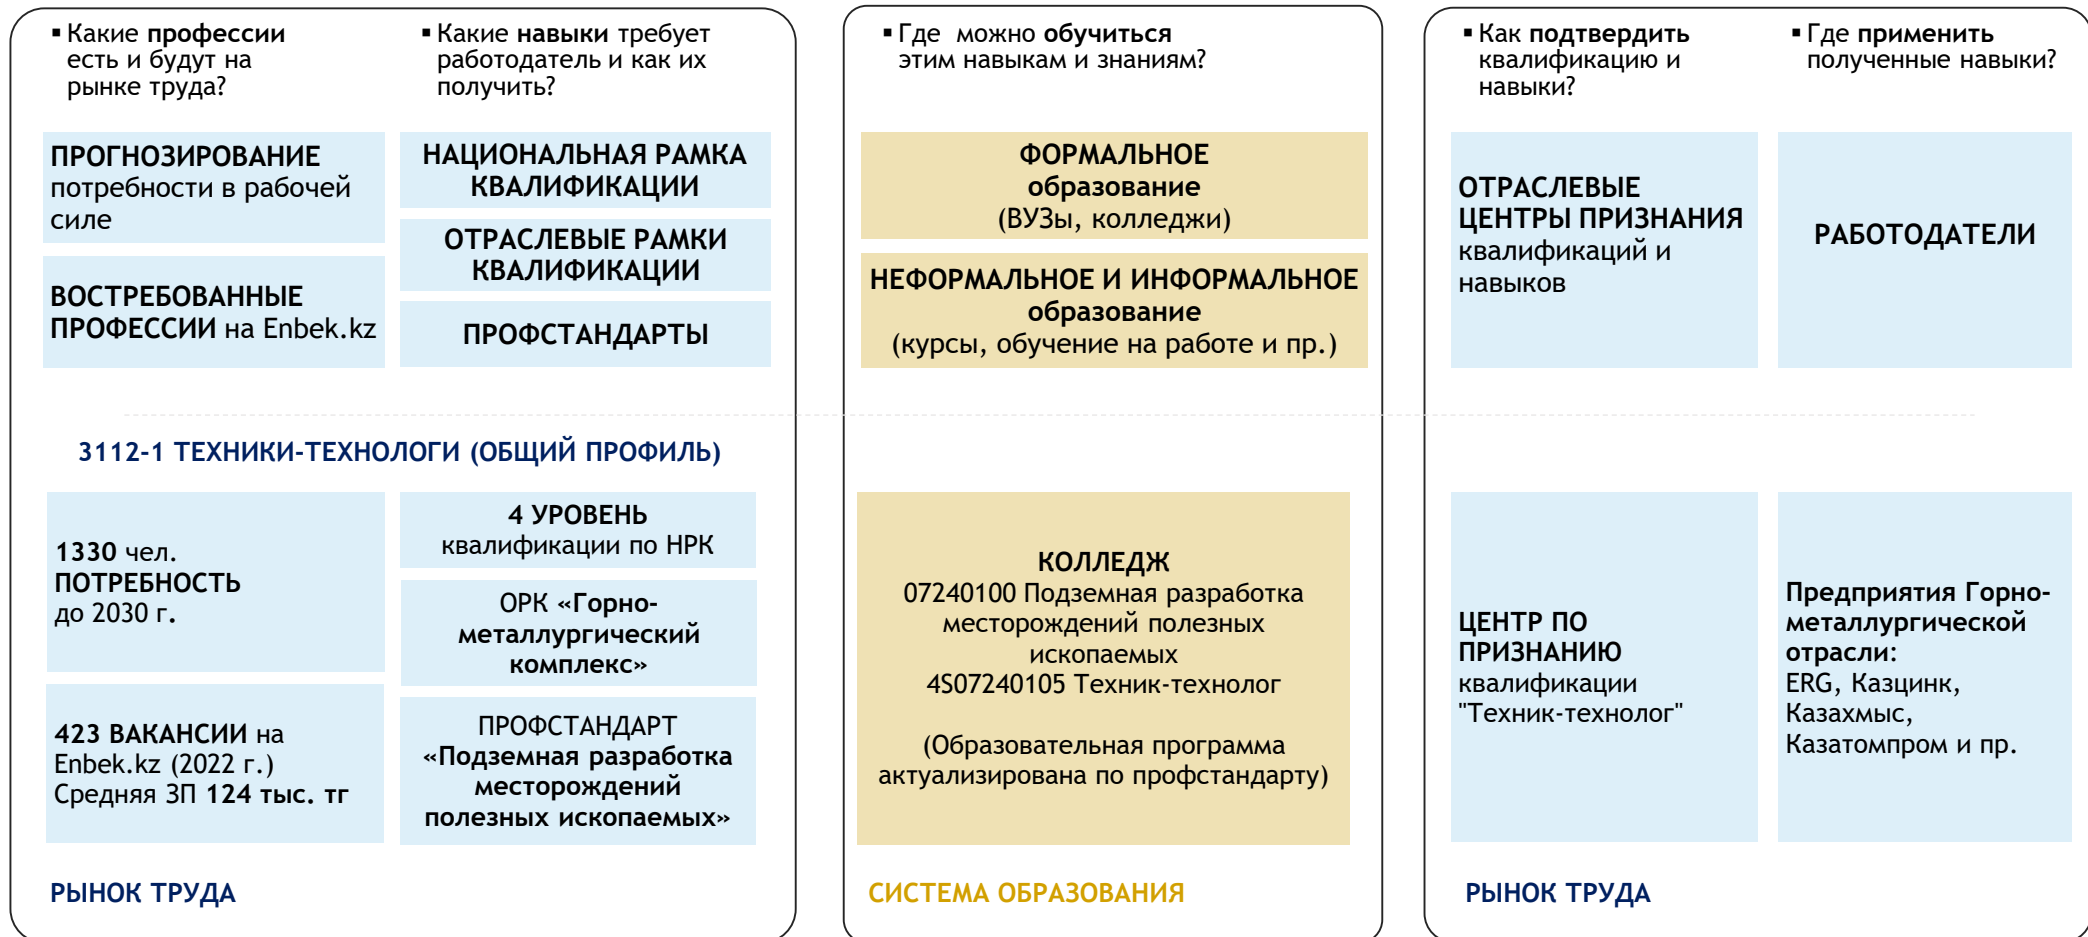 ▪ Какие профессии
есть и будут на
рынке труда?
▪ Какие навыки требует
работодатель и как их
получить?
ПРОГНОЗИРОВАНИЕ
потребности в рабочей
силе
ВОСТРЕБОВАННЫЕ
ПРОФЕССИИ на Enbek.kz
НАЦИОНАЛЬНАЯ РАМКА
КВАЛИФИКАЦИИ
ОТРАСЛЕВЫЕ РАМКИ
КВАЛИФИКАЦИИ
ПРОФСТАНДАРТЫ
3112-1 ТЕХНИКИ-ТЕХНОЛОГИ (ОБЩИЙ ПРОФИЛЬ)
1330 чел.
ПОТРЕБНОСТЬ
до 2030 г.
423 ВАКАНСИИ на
Enbek.kz (2022 г.)
Средняя ЗП 124 тыс. тг
4 УРОВЕНЬ
квалификации по НРК
ОРК «Горно-
металлургический
комплекс»
ПРОФСТАНДАРТ
«Подземная разработка
месторождений
полезных ископаемых»
РЫНОК ТРУДА
▪ Где можно обучиться
этим навыкам и знаниям?
ФОРМАЛЬНОЕ
образование
(ВУЗы, колледжи)
НЕФОРМАЛЬНОЕ И ИНФОРМАЛЬНОЕ
образование
(курсы, обучение на работе и пр.)
КОЛЛЕДЖ
07240100 Подземная разработка
месторождений полезных
ископаемых
4S07240105 Техник-технолог
(Образовательная программа
актуализирована по профстандарту)
СИСТЕМА ОБРАЗОВАНИЯ
▪ Как подтвердить
квалификацию и
навыки?
▪ Где применить
полученные навыки?
ОТРАСЛЕВЫЕ
ЦЕНТРЫ ПРИЗНАНИЯ
квалификаций и
навыков
РАБОТОДАТЕЛИ
ЦЕНТР ПО
ПРИЗНАНИЮ
квалификации
"Техник-технолог"
Предприятия Горно-
металлургической
отрасли:
ERG, Казцинк,
Казахмыс,
Казатомпром и пр.
РЫНОК ТРУДА